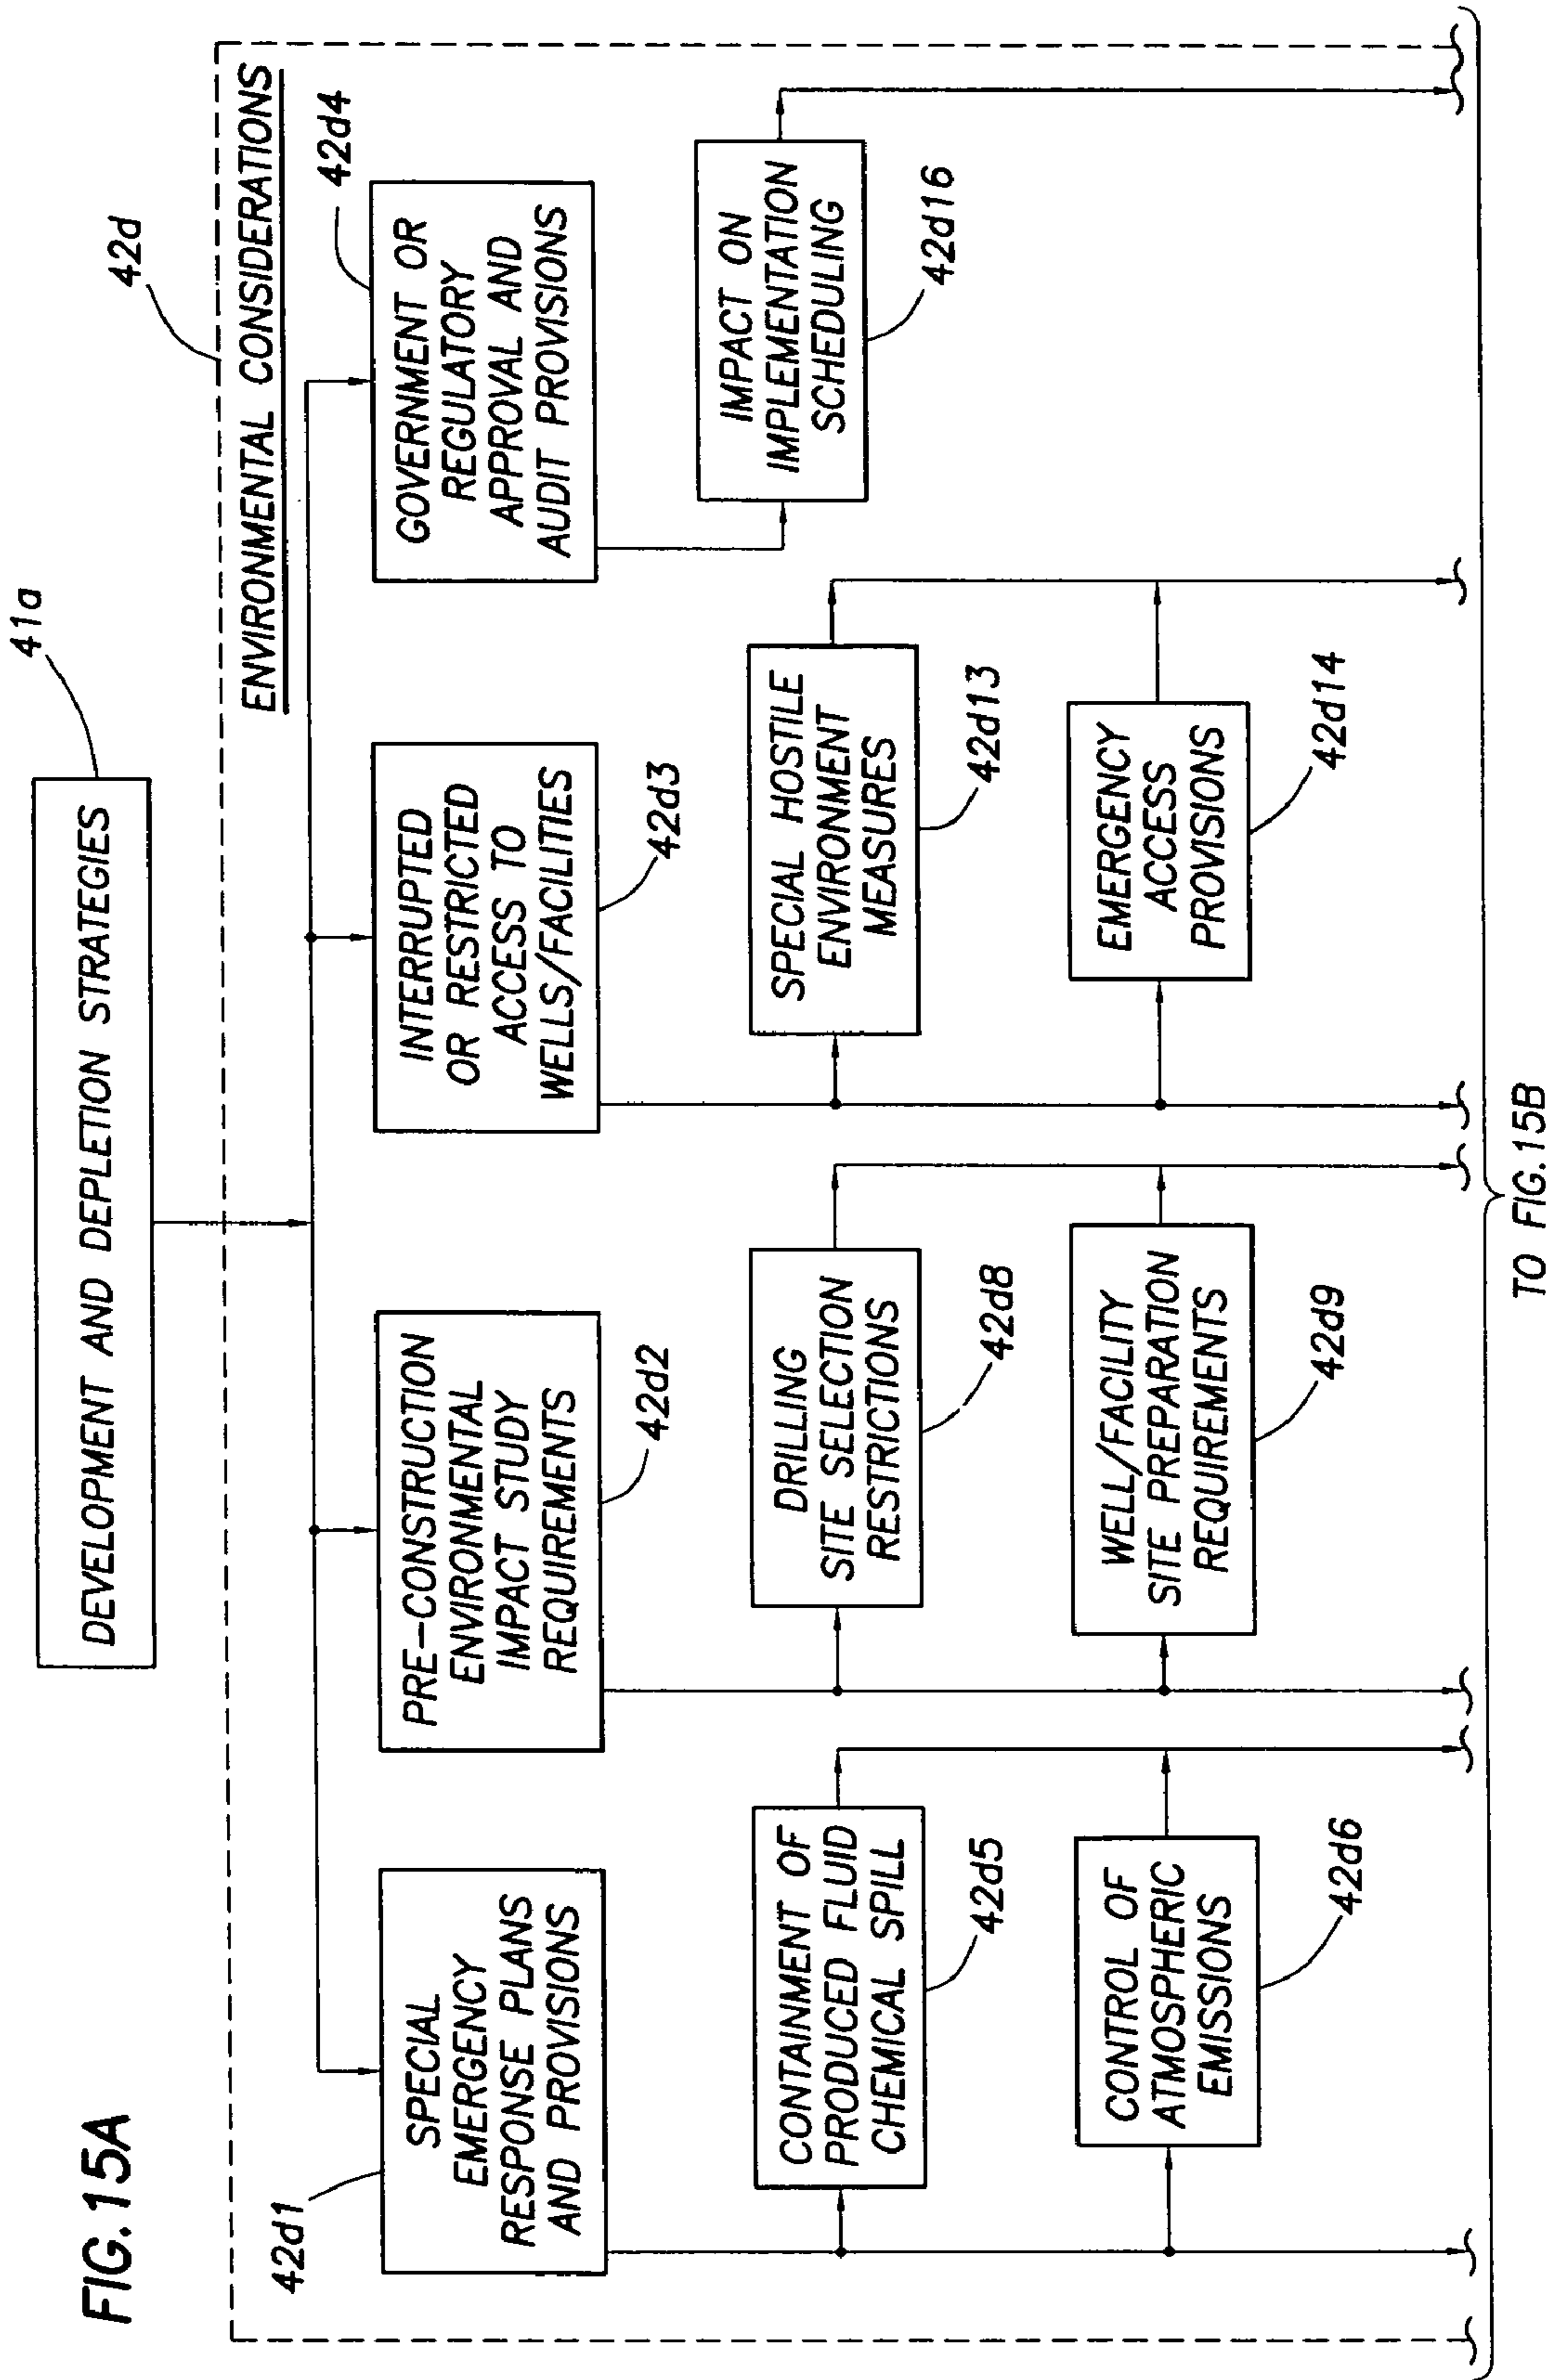 FIG.15A
DEVELOPMENT AND DEPLETION STRATEGIES
41a
42d
ENVIRONMENTAL CONSIDERATIONS
42d1
SPECIAL
EMERGENCY
RESPONSE PLANS
AND PROVISIONS
PRE-CONSTRUCTION
ENVIRONMENTAL
IMPACT STUDY
REQUIREMENTS
42d2
INTERRUPTED
OR RESTRICTED
ACCESS TO
WELLS/FACILITIES
42d3
GOVERNMENT OR
REGULATORY
APPROVAL AND
AUDIT PROVISIONS
42d4
CONTAINMENT OF
PRODUCED FLUID
CHEMICAL SPILL
42d5
DRILLING
SITE SELECTION
RESTRICTIONS
42d8
SPECIAL HOSTILE
ENVIRONMENT
MEASURES
42d13
IMPACT ON
IMPLEMENTATION
SCHEDULING
42d16
CONTROL OF
ATMOSPHERIC
EMISSIONS
42d6
WELL/FACILITY
SITE PREPARATION
REQUIREMENTS
42d9
EMERGENCY
ACCESS
PROVISIONS
42d14
TO FIG.15B